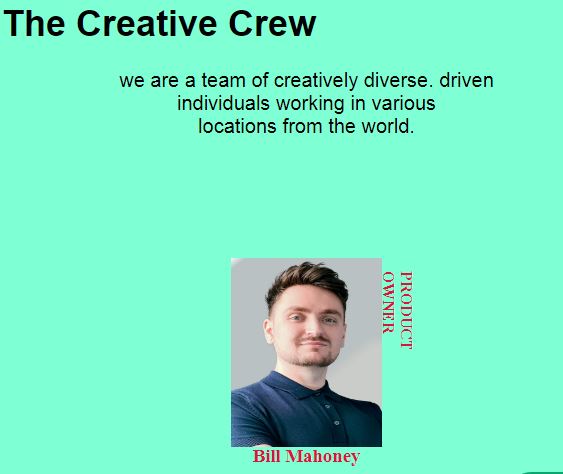 The Creative Crew
we are a team of creatively diverse. driven
individuals working in various
locations from the world.
PRODUCT
OWNER
Bill Mahoney